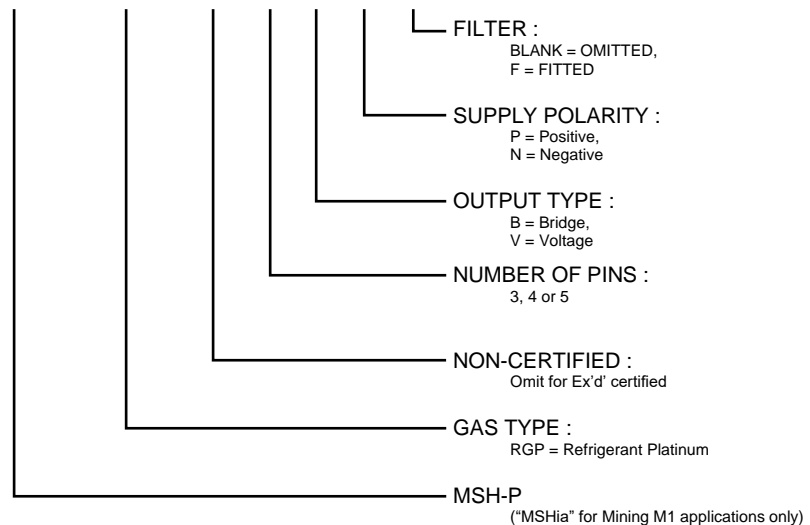 FILTER :
BLANK = OMITTED,
F = FITTED
SUPPLY POLARITY :
P = Positive,
N = Negative
OUTPUT TYPE :
B = Bridge,
V = Voltage
NUMBER OF PINS :
3, 4 or 5
NON-CERTIFIED :
Omit for Ex’d’ certified
GAS TYPE :
RGP = Refrigerant Platinum
MSH-P
(“MSHia” for Mining M1 applications only)